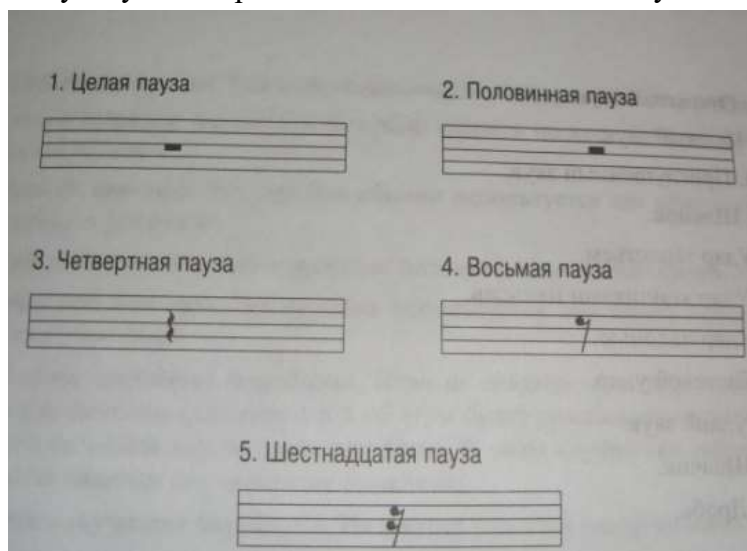 1. Целая пауза
2. Половинная пауза
3. Четвертная пауза
4. Восьмая пауза
5. Шестнадцатая пауза